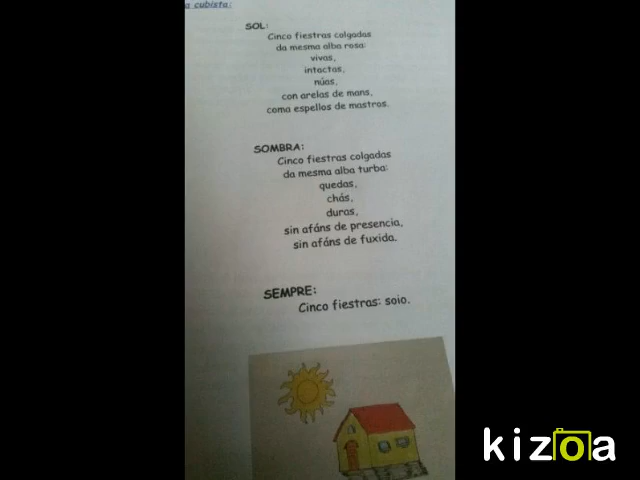 a cubista:
SOL:
Cinco fiestras colgadas
da mesma alba rosa:
vivas,
intactas,
núas,
con arelas de mans,
coma espellos de mastros.
SOMBRA:
Cinco fiestras colgadas
da mesma alba turba:
quedas,
chás,
duras,
sin afáns de presencia,
sin afáns de fuxida.
SEMPRE:
Cinco fiestras: soio.
kizoa